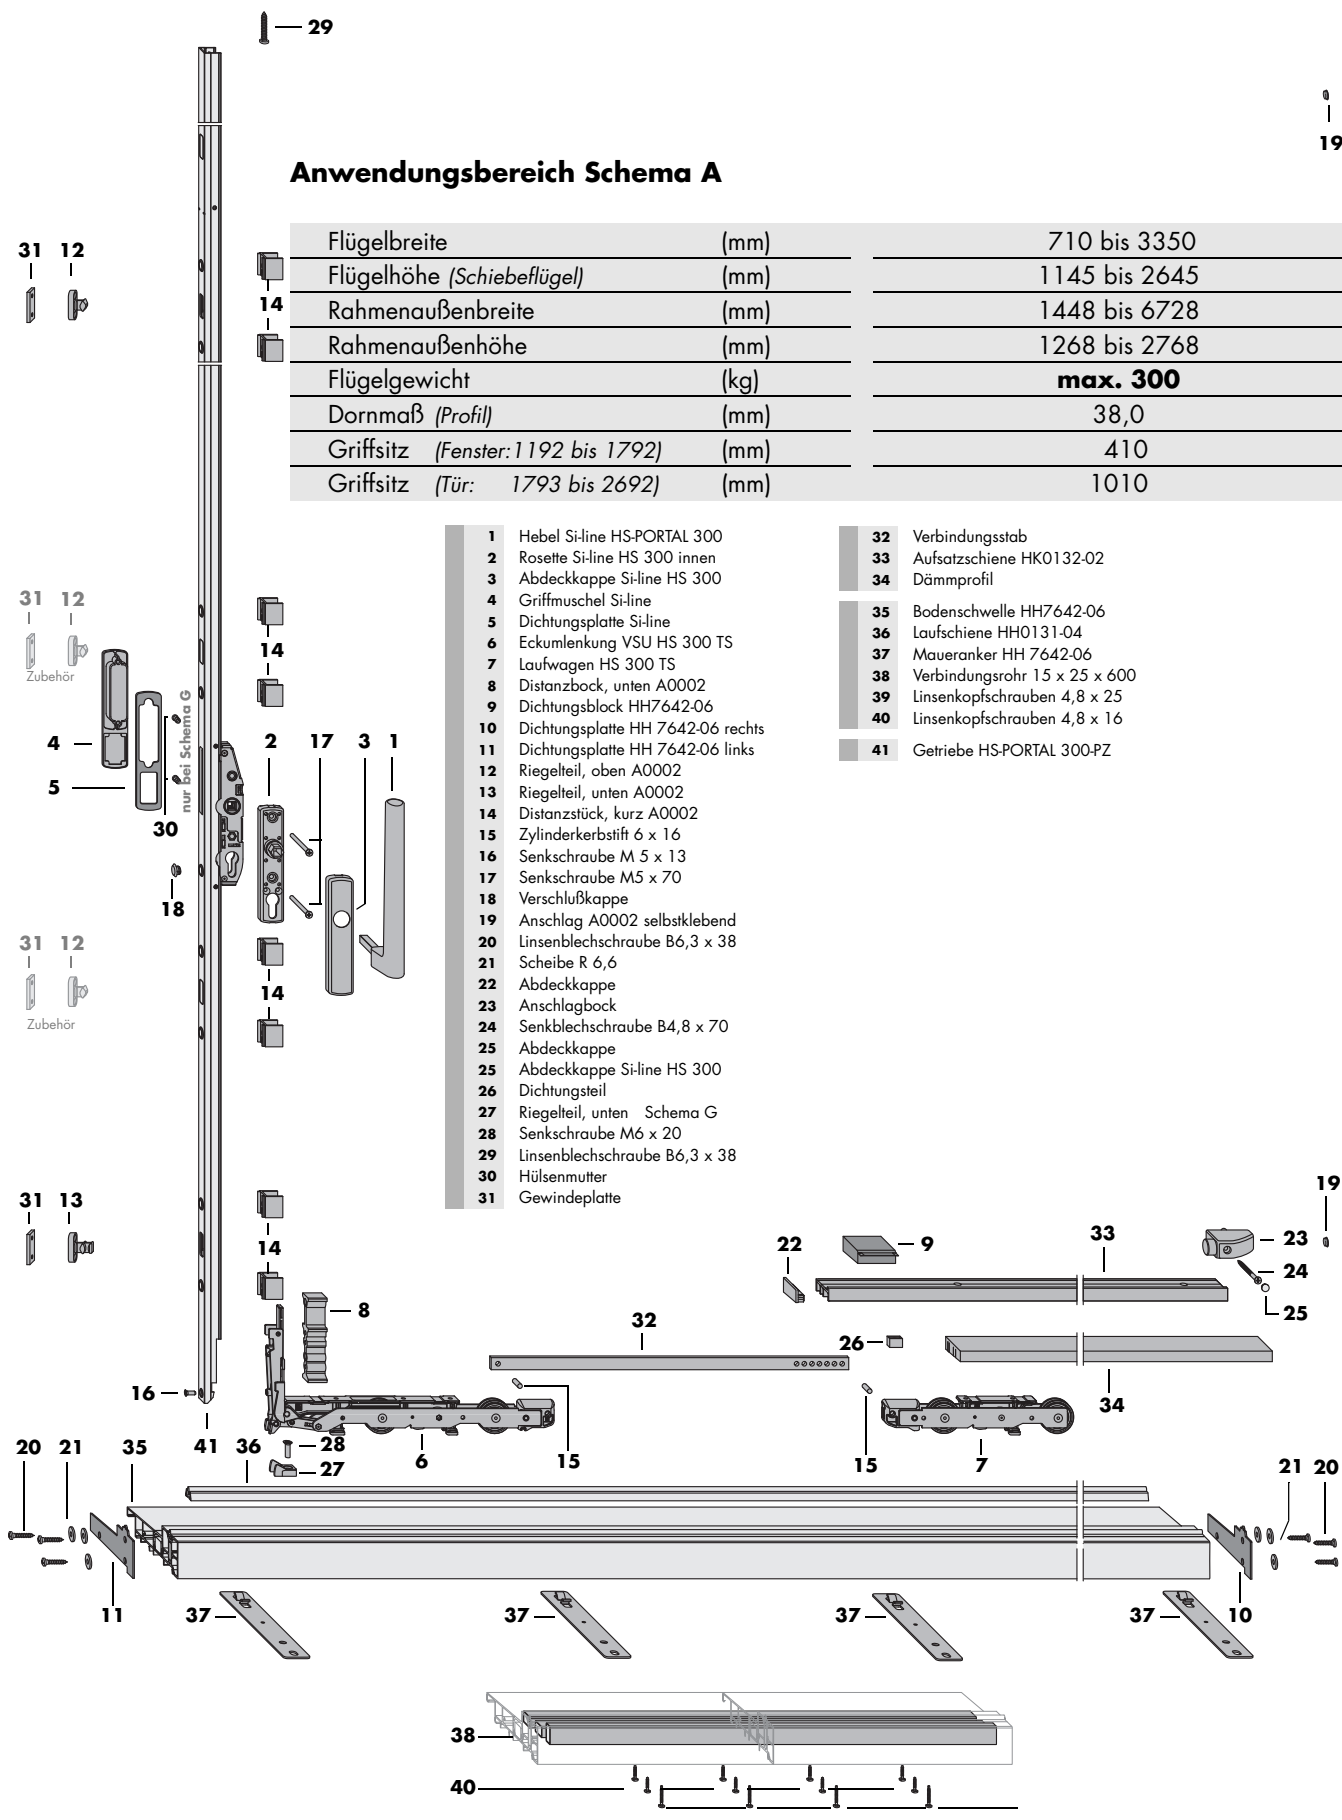 29
19
Anwendungsbereich Schema A
Flügelbreite (mm) 710 bis 3350
Flügelhöhe (Schiebeflügel) (mm) 1145 bis 2645
Rahmenaußenbreite (mm) 1448 bis 6728
Rahmenaußenhöhe (mm) 1268 bis 2768
Flügelgewicht (kg) max. 300
Dornmaß (Profil) (mm) 38,0
Griffsitz (Fenster: 1192 bis 1792) (mm) 410
Griffsitz (Tür: 1793 bis 2692) (mm) 1010
31 12
14
1 Hebel Si-line HS-PORTAL 300
2 Rosette Si-line HS 300 innen
3 Abdeckkappe Si-line HS 300
4 Griffmuschel Si-line
5 Dichtungsplatte Si-line
6 Eckumlenkung VSU HS 300 TS
7 Laufwagen HS 300 TS
8 Distanzbock, unten A0002
9 Dichtungsblock HH7642-06
10 Dichtungsplatte HH 7642-06 rechts
11 Dichtungsplatte HH 7642-06 links
12 Riegelteil, oben A0002
13 Riegelteil, unten A0002
14 Distanzstück, kurz A0002
15 Zylinderkerbstift 6 x 16
16 Senkschraube M 5 x 13
17 Senkschraube M5 x 70
18 Verschlußkappe
19 Anschlag A0002 selbstklebend
20 Linsenblechschraube B6,3 x 38
21 Scheibe R 6,6
22 Abdeckkappe
23 Anschlagbock
24 Senkblechschraube B4,8 x 70
25 Abdeckkappe
25 Abdeckkappe Si-line HS 300
26 Dichtungsteil
27 Riegelteil, unten Schema G
28 Senkschraube M6 x 20
29 Linsenblechschraube B6,3 x 38
30 Hülsenmutter
31 Gewindeplatte
32 Verbindungsstab
33 Aufsatzschiene HK0132-02
34 Dämmprofil
35 Bodenschwelle HH7642-06
36 Laufschiene HH0131-04
37 Maueranker HH 7642-06
38 Verbindungsrohr 15 x 25 x 600
39 Linsenkopfschrauben 4,8 x 25
40 Linsenkopfschrauben 4,8 x 16
41 Getriebe HS-PORTAL 300-PZ
31 12
Zubehör
14
nur bei Schema G
4
5
30
2 17 3 1
18
31 12
Zubehör
14
31 13
14
8
19
22 9 33 23
24
25
32
26
34
16
41
28
27
6
15
15
7
20 21 35 36
21 20
11
37 37 37 37
10
38
40